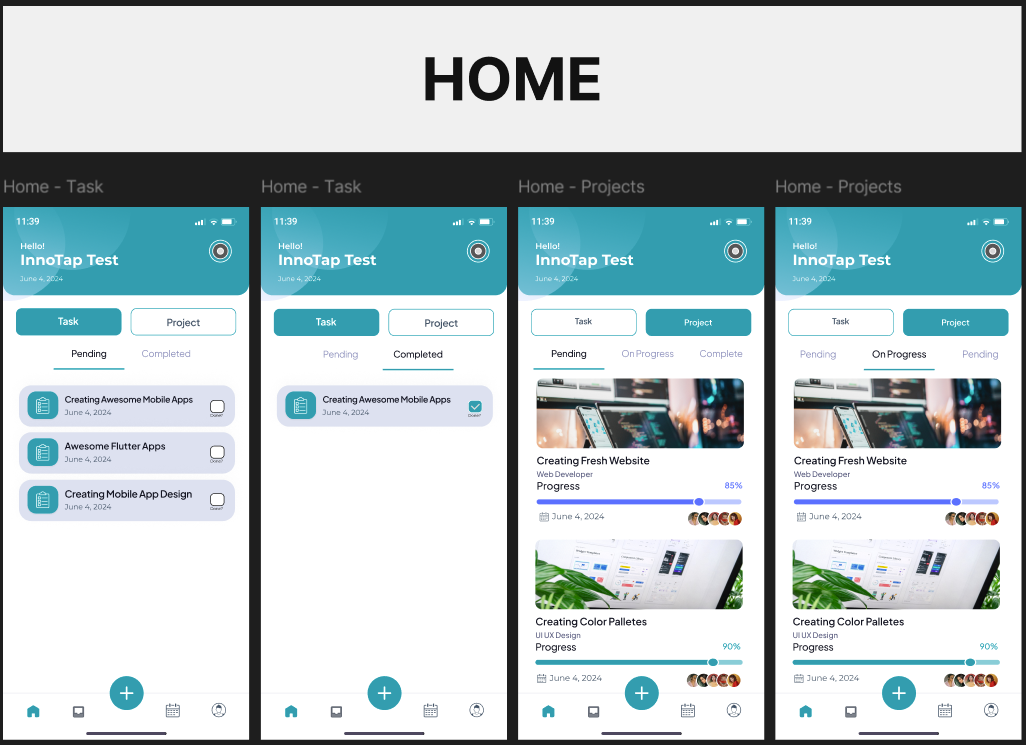 HOME
Home - Task
11:39
Hello!
InnoTap Test
June 4, 2024
Task
Project
Pending
Completed
Creating Awesome Mobile Apps
June 4, 2024
Done?
Awesome Flutter Apps
June 4, 2024
Done?
Creating Mobile App Design
June 4, 2024
Done?
Home - Task
11:39
Hello!
InnoTap Test
June 4, 2024
Task
Project
Pending
Completed
Creating Awesome Mobile Apps
June 4, 2024
Done?
Home - Projects
11:39
Hello!
InnoTap Test
June 4, 2024
Task
Project
Pending
On Progress
Complete
Creating Fresh Website
Web Developer
Progress
85%
June 4, 2024
Creating Color Palletes
UI UX Design
Progress
90%
June 4, 2024
Home - Projects
11:39
Hello!
InnoTap Test
June 4, 2024
Task
Project
Pending
On Progress
Pending
Creating Fresh Website
Web Developer
Progress
85%
June 4, 2024
Creating Color Palletes
UI UX Design
Progress
90%
June 4, 2024